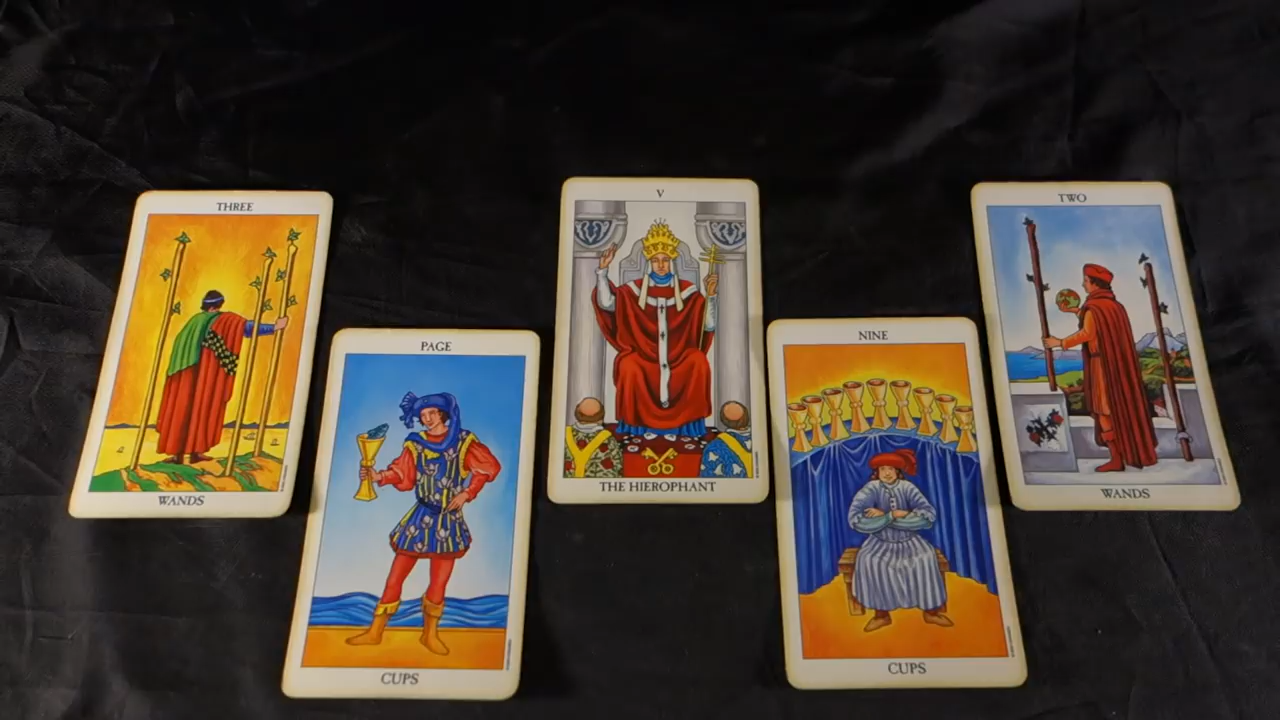 THREE
WANDS
PAGE
CUPS
V
THE HIEROPHANT
NINE
CUPS
TWO
WANDS